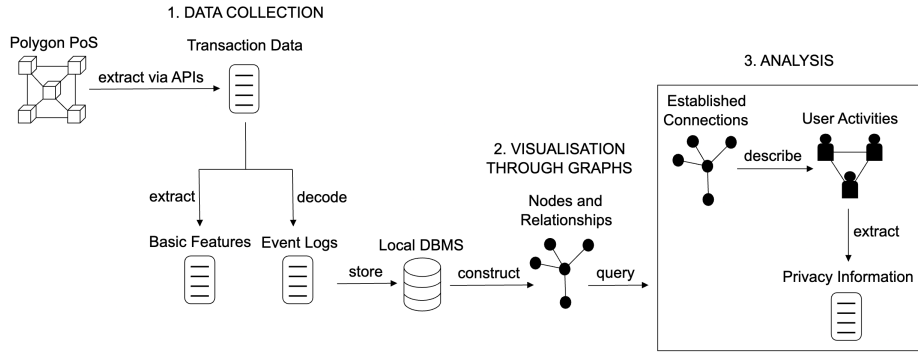 1. DATA COLLECTION
Polygon PoS
Transaction Data
extract via APIs
extract
decode
Basic Features
Event Logs
store
Local DBMS
construct
2. VISUALISATION
THROUGH GRAPHS
Nodes and
Relationships
query
3. ANALYSIS
Established
Connections
describe
User Activities
extract
Privacy Information